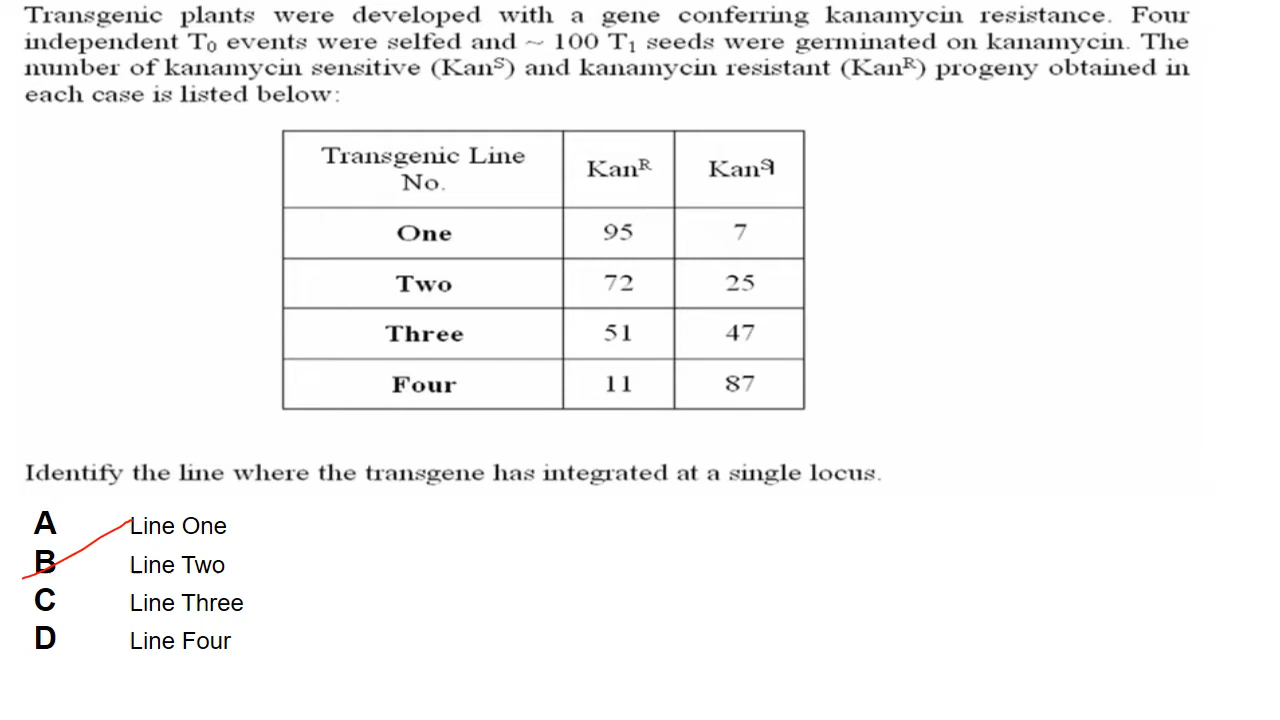 Transgenic plants were developed with a gene conferring kanamycin resistance. Four
independent T₀ events were selfed and ~ 100 T₁ seeds were germinated on kanamycin. The
number of kanamycin sensitive (Kanˢ) and kanamycin resistant (Kanᴿ) progeny obtained in
each case is listed below:
Transgenic Line No. Kanᴿ Kanˢ
One 95 7
Two 72 25
Three 51 47
Four 11 87
Identify the line where the transgene has integrated at a single locus.
A Line One
B Line Two
C Line Three
D Line Four